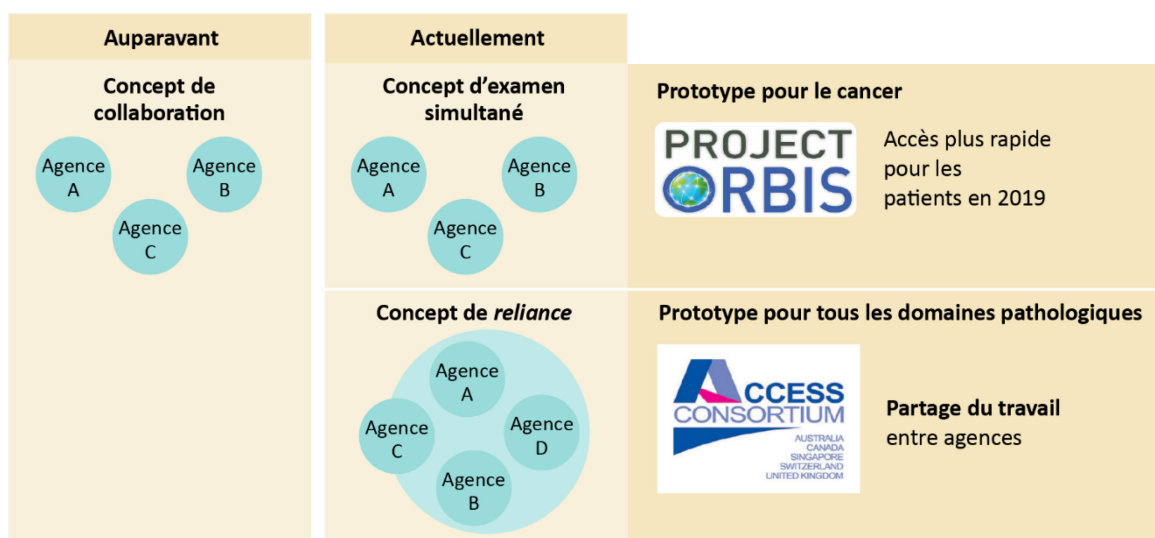 Auparavant
Concept de
collaboration
Agence
A
Agence
B
Agence
C
Actuellement
Concept d’examen
simultané
Agence
A
Agence
B
Agence
C
Prototype pour le cancer
PROJECT
ORBIS
Accès plus rapide
pour les
patients en 2019
Concept de reliance
Agence
A
Agence
C
Agence
D
Agence
B
Prototype pour tous les domaines pathologiques
ACCESS
CONSORTIUM
AUSTRALIA
CANADA
SINGAPORE
SWITZERLAND
UNITED KINGDOM
Partage du travail
entre agences